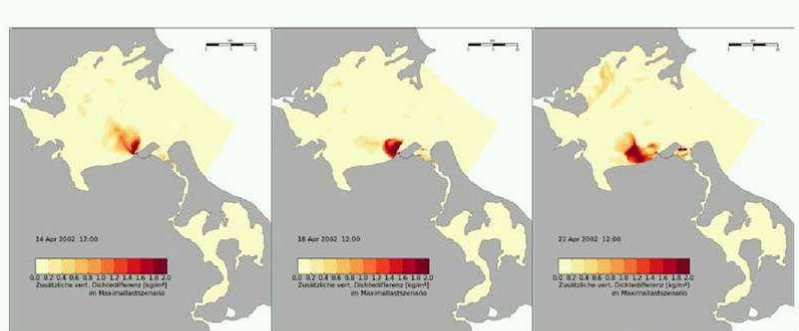 14 Apr 2002 12:00
0.0 0.2 0.4 0.6 0.8 1.0 1.2 1.4 1.6 1.8 2.0
Zusätzliche vert. Dichtedifferenz [kg/m³]
im Maximallastszenario
18 Apr 2002 12:00
0.0 0.2 0.4 0.6 0.8 1.0 1.2 1.4 1.6 1.8 2.0
Zusätzliche vert. Dichtedifferenz [kg/m³]
im Maximallastszenario
22 Apr 2002 12:00
0.0 0.2 0.4 0.6 0.8 1.0 1.2 1.4 1.6 1.8 2.0
Zusätzliche vert. Dichtedifferenz [kg/m³]
im Maximallastszenario